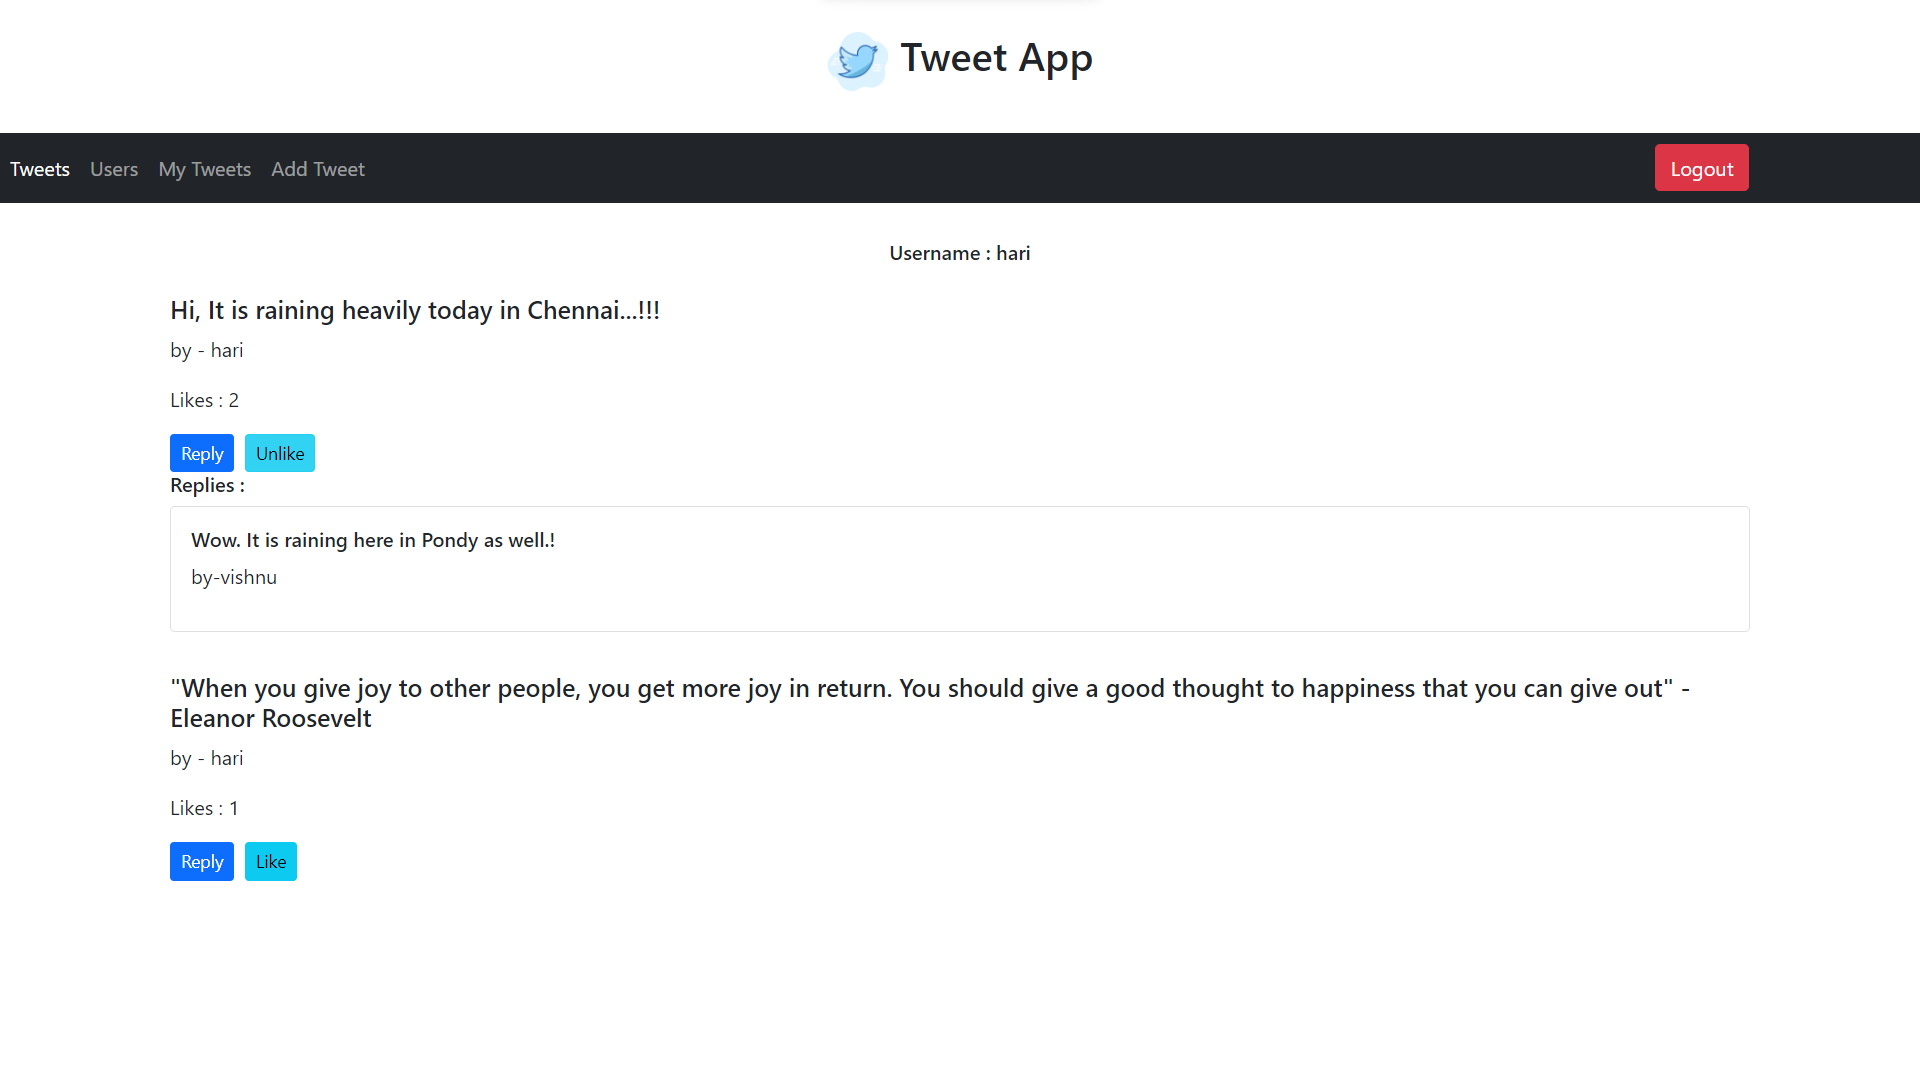 Tweet App
Tweets Users My Tweets Add Tweet Logout
Username : hari
Hi, It is raining heavily today in Chennai...!!!
by - hari
Likes : 2
Reply Unlike
Replies :
Wow. It is raining here in Pondy as well.!
by-vishnu
"When you give joy to other people, you get more joy in return. You should give a good thought to happiness that you can give out" -
Eleanor Roosevelt
by - hari
Likes : 1
Reply Like